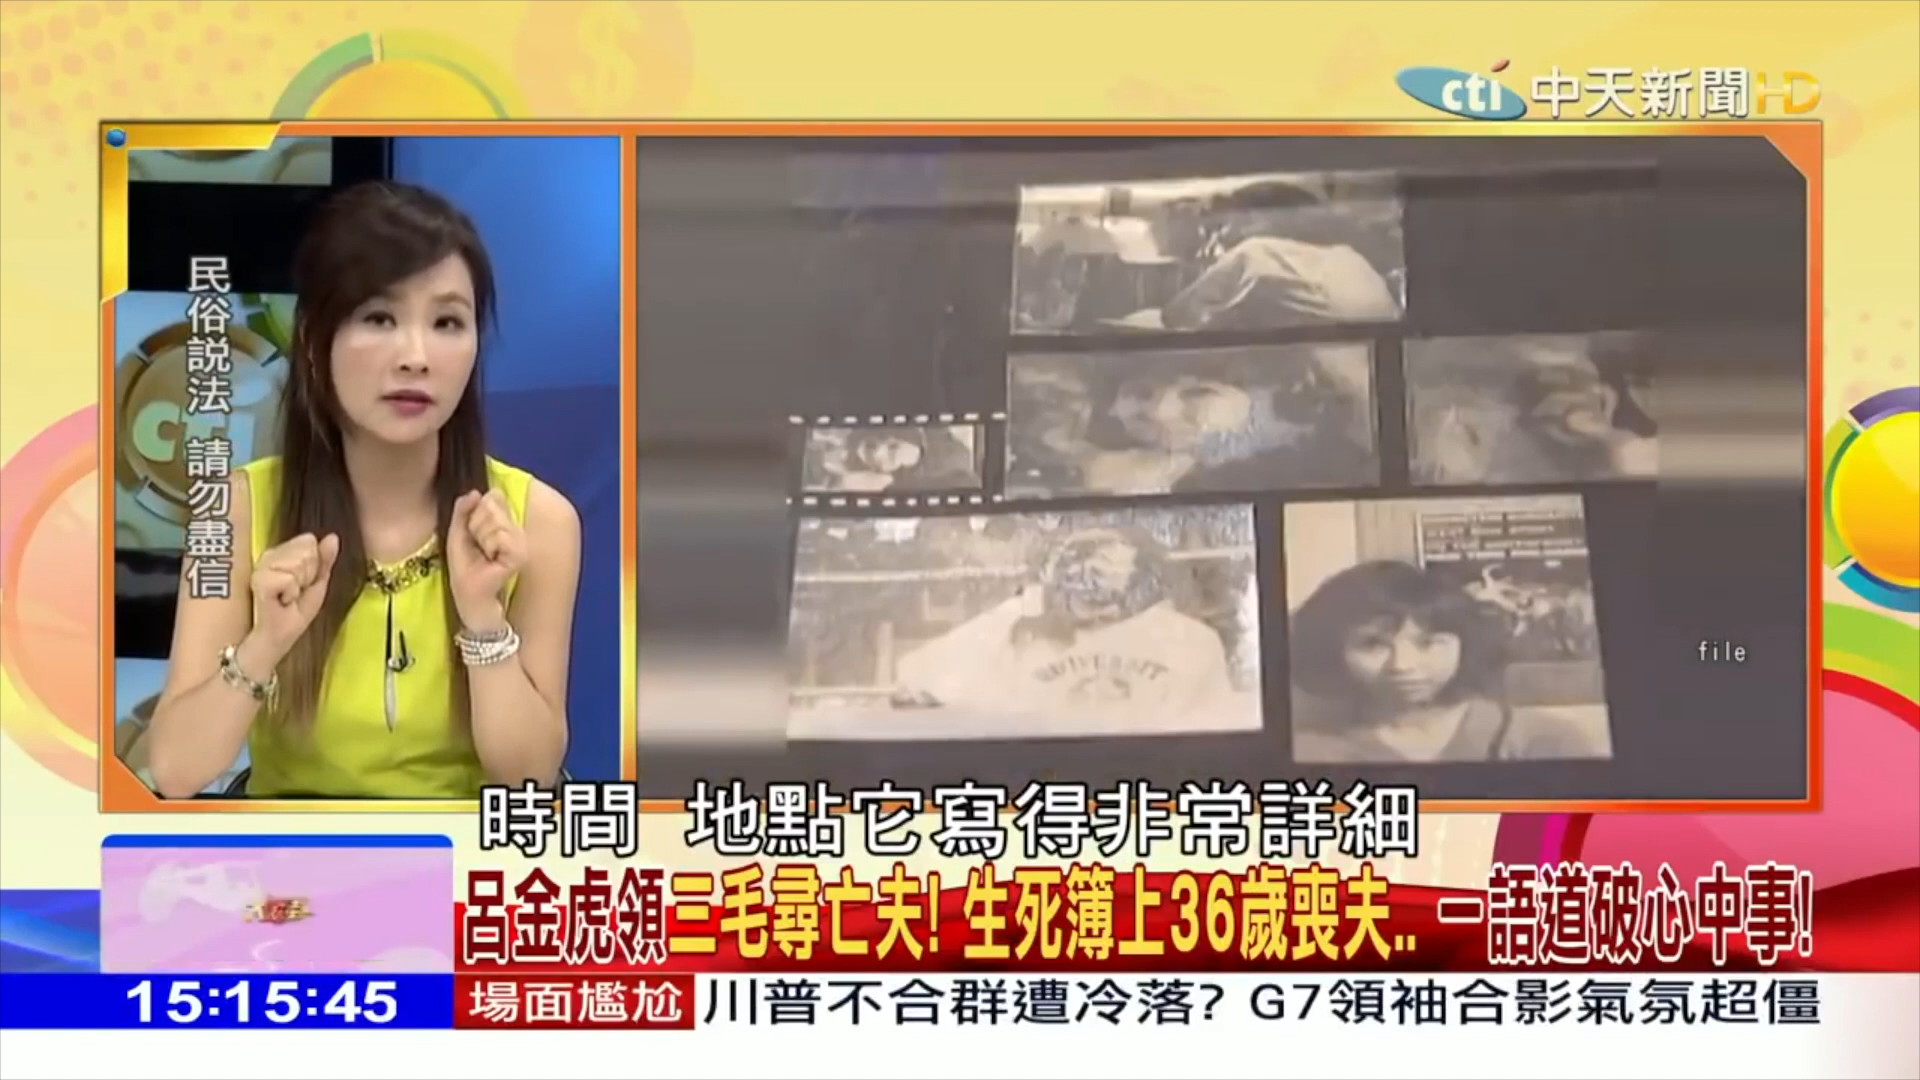 cti 中天新聞HD
民俗説法 請勿盡信
UNIVERSITY
file
時間 地點它寫得非常詳細
呂金虎領三毛尋亡夫! 生死簿上36歲喪夫.. 一語道破心中事!
15:15:45 場面尷尬 川普不合群遭冷落? G7領袖合影氣氛超僵